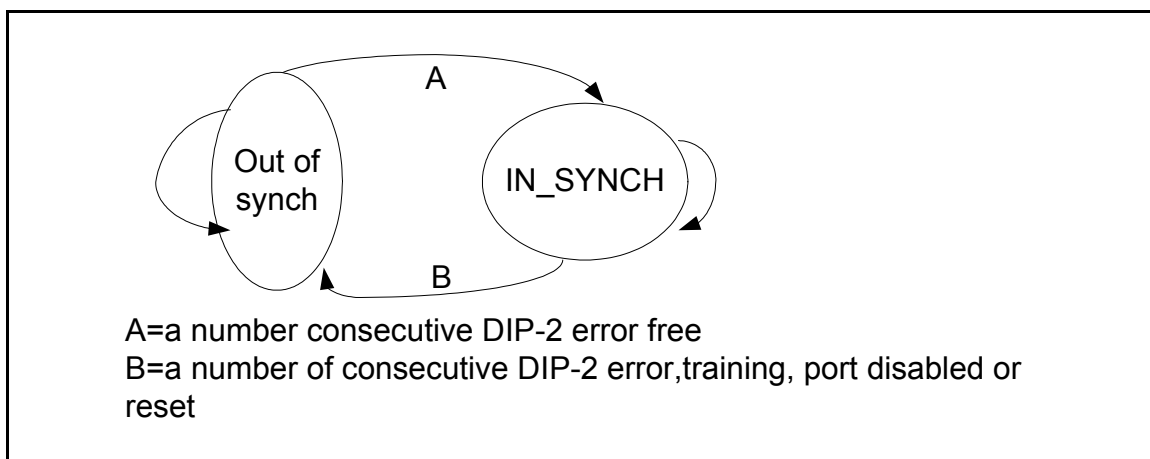 A
Out of
synch
IN_SYNCH
B
A=a number consecutive DIP-2 error free
B=a number of consecutive DIP-2 error,training, port disabled or
reset